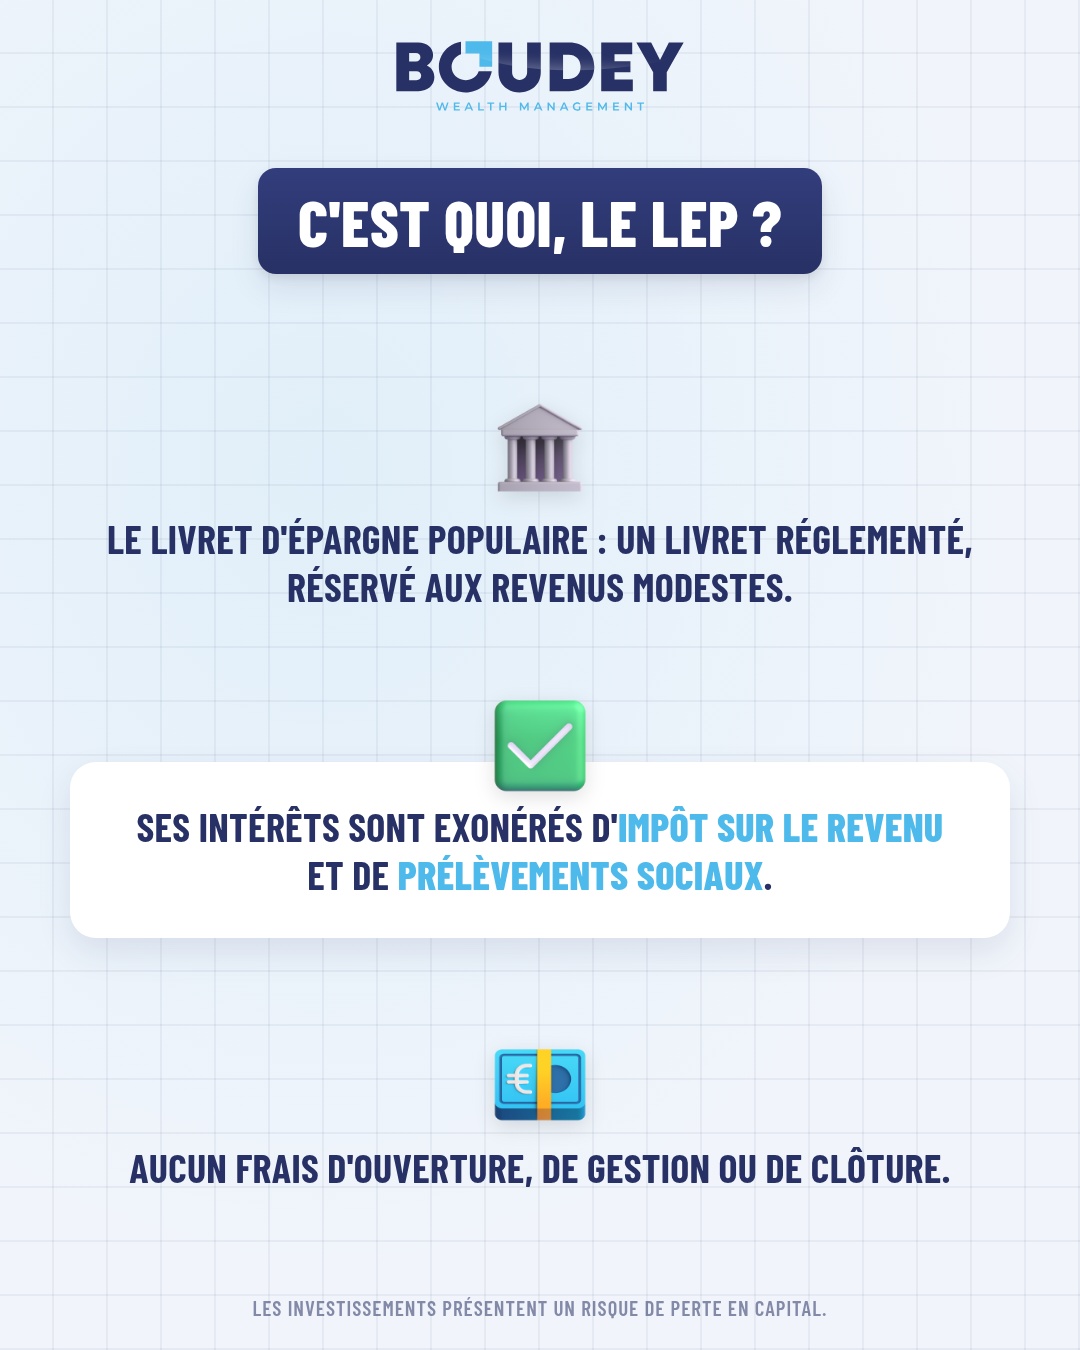 BOUDEY
WEALTH MANAGEMENT
C'EST QUOI, LE LEP ?
LE LIVRET D'ÉPARGNE POPULAIRE : UN LIVRET RÉGLEMENTÉ,
RÉSERVÉ AUX REVENUS MODESTES.
SES INTÉRÊTS SONT EXONÉRÉS D'IMPÔT SUR LE REVENU
ET DE PRÉLÈVEMENTS SOCIAUX.
€
AUCUN FRAIS D'OUVERTURE, DE GESTION OU DE CLÔTURE.
LES INVESTISSEMENTS PRÉSENTENT UN RISQUE DE PERTE EN CAPITAL.